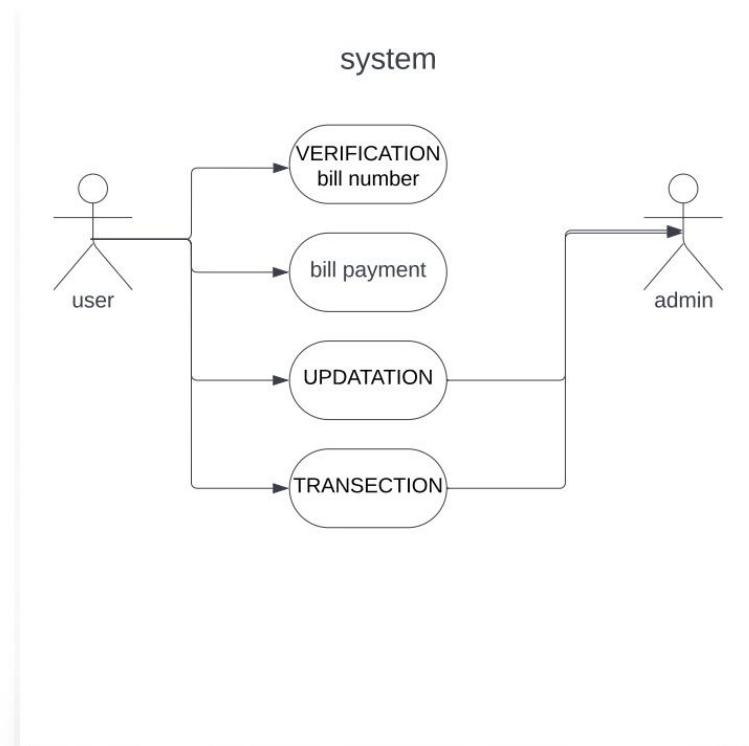 system
VERIFICATION
bill number
bill payment
user
admin
UPDATATION
TRANSECTION